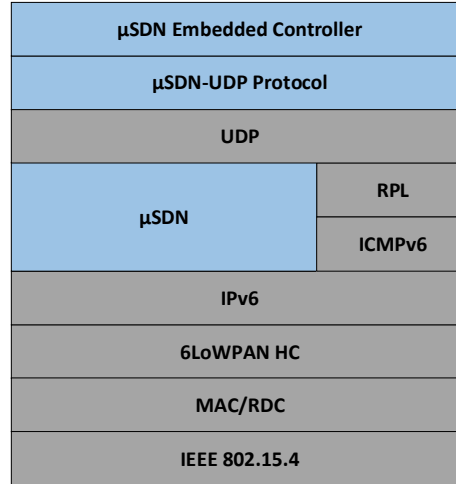 µSDN Embedded Controller
µSDN-UDP Protocol
UDP
µSDN
RPL
ICMPv6
IPv6
6LoWPAN HC
MAC/RDC
IEEE 802.15.4